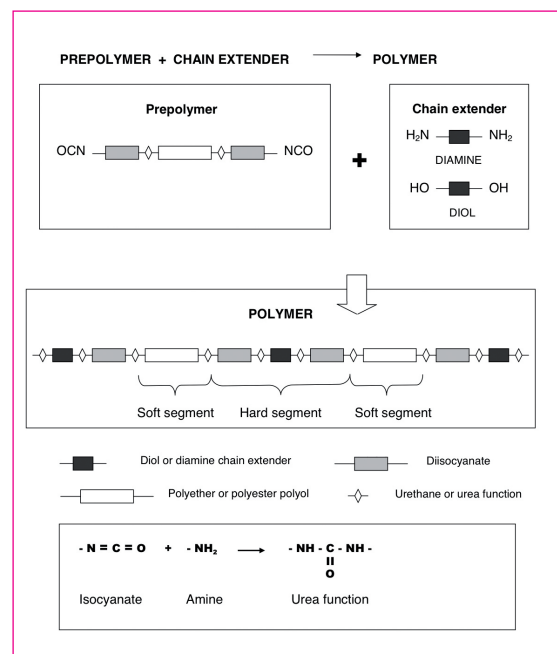 PREPOLYMER + CHAIN EXTENDER → POLYMER
Prepolymer
OCN
NCO
+
Chain extender
H₂N
NH₂
DIAMINE
HO
OH
DIOL
POLYMER
Soft segment
Hard segment
Soft segment
Diol or diamine chain extender
Diisocyanate
Polyether or polyester polyol
Urethane or urea function
- N = C = O + - NH₂ → - NH - C - NH -
II
O
Isocyanate
Amine
Urea function